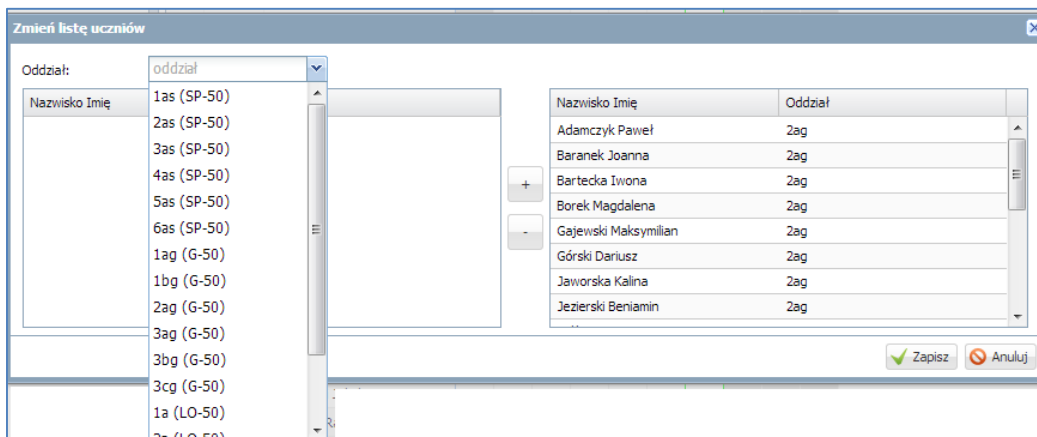 Zmień listę uczniów
Oddział: oddział
Nazwisko Imię
1as (SP-50)
2as (SP-50)
3as (SP-50)
4as (SP-50)
5as (SP-50)
6as (SP-50)
1ag (G-50)
1bg (G-50)
2ag (G-50)
3ag (G-50)
3bg (G-50)
3cg (G-50)
1a (LO-50)
2a (LO-50)
+
-
Nazwisko Imię Oddział
Adamczyk Paweł 2ag
Baranek Joanna 2ag
Bartecka Iwona 2ag
Borek Magdalena 2ag
Gajewski Maksymilian 2ag
Górski Dariusz 2ag
Jaworska Kalina 2ag
Jezierski Beniamin 2ag
Zapisz Anuluj